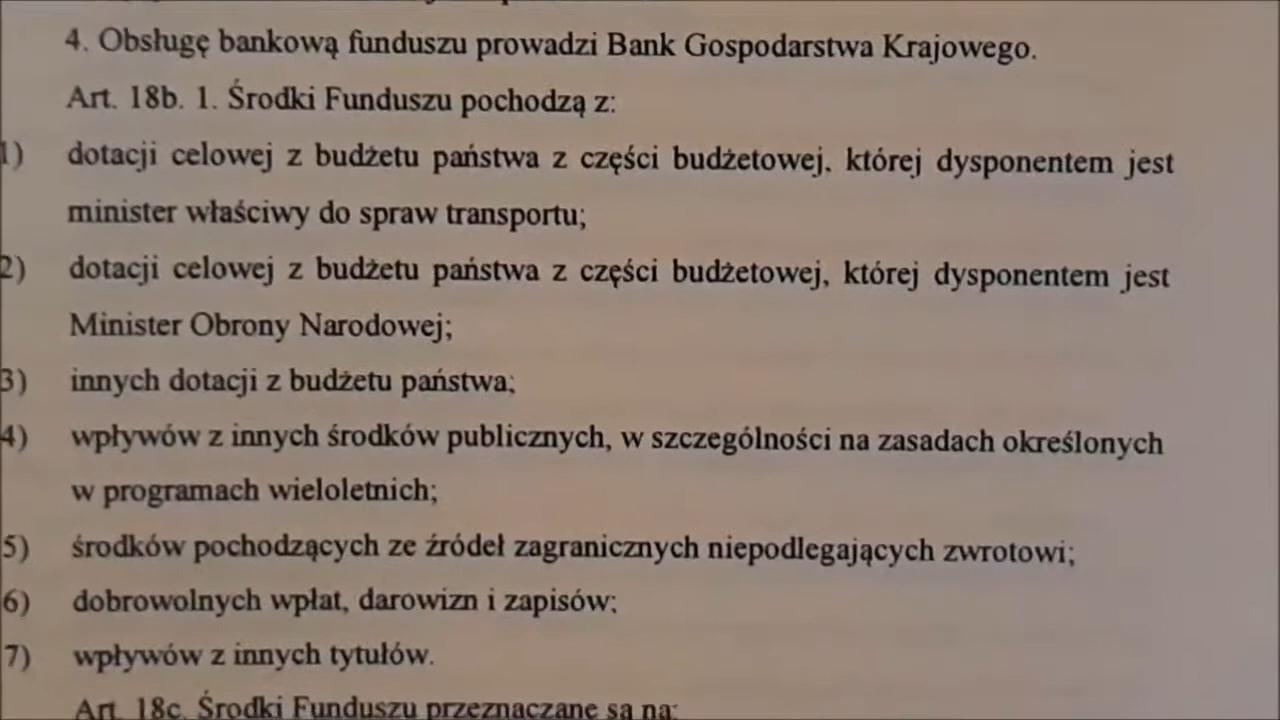 4. Obsługę bankową funduszu prowadzi Bank Gospodarstwa Krajowego.
Art. 18b. 1. Środki Funduszu pochodzą z:
1) dotacji celowej z budżetu państwa z części budżetowej, której dysponentem jest
minister właściwy do spraw transportu;
2) dotacji celowej z budżetu państwa z części budżetowej, której dysponentem jest
Minister Obrony Narodowej;
3) innych dotacji z budżetu państwa;
4) wpływów z innych środków publicznych, w szczególności na zasadach określonych
w programach wieloletnich;
5) środków pochodzących ze źródeł zagranicznych niepodlegających zwrotowi;
6) dobrowolnych wpłat, darowizn i zapisów;
7) wpływów z innych tytułów.
Art. 18c. Środki Funduszu przeznaczane są na: